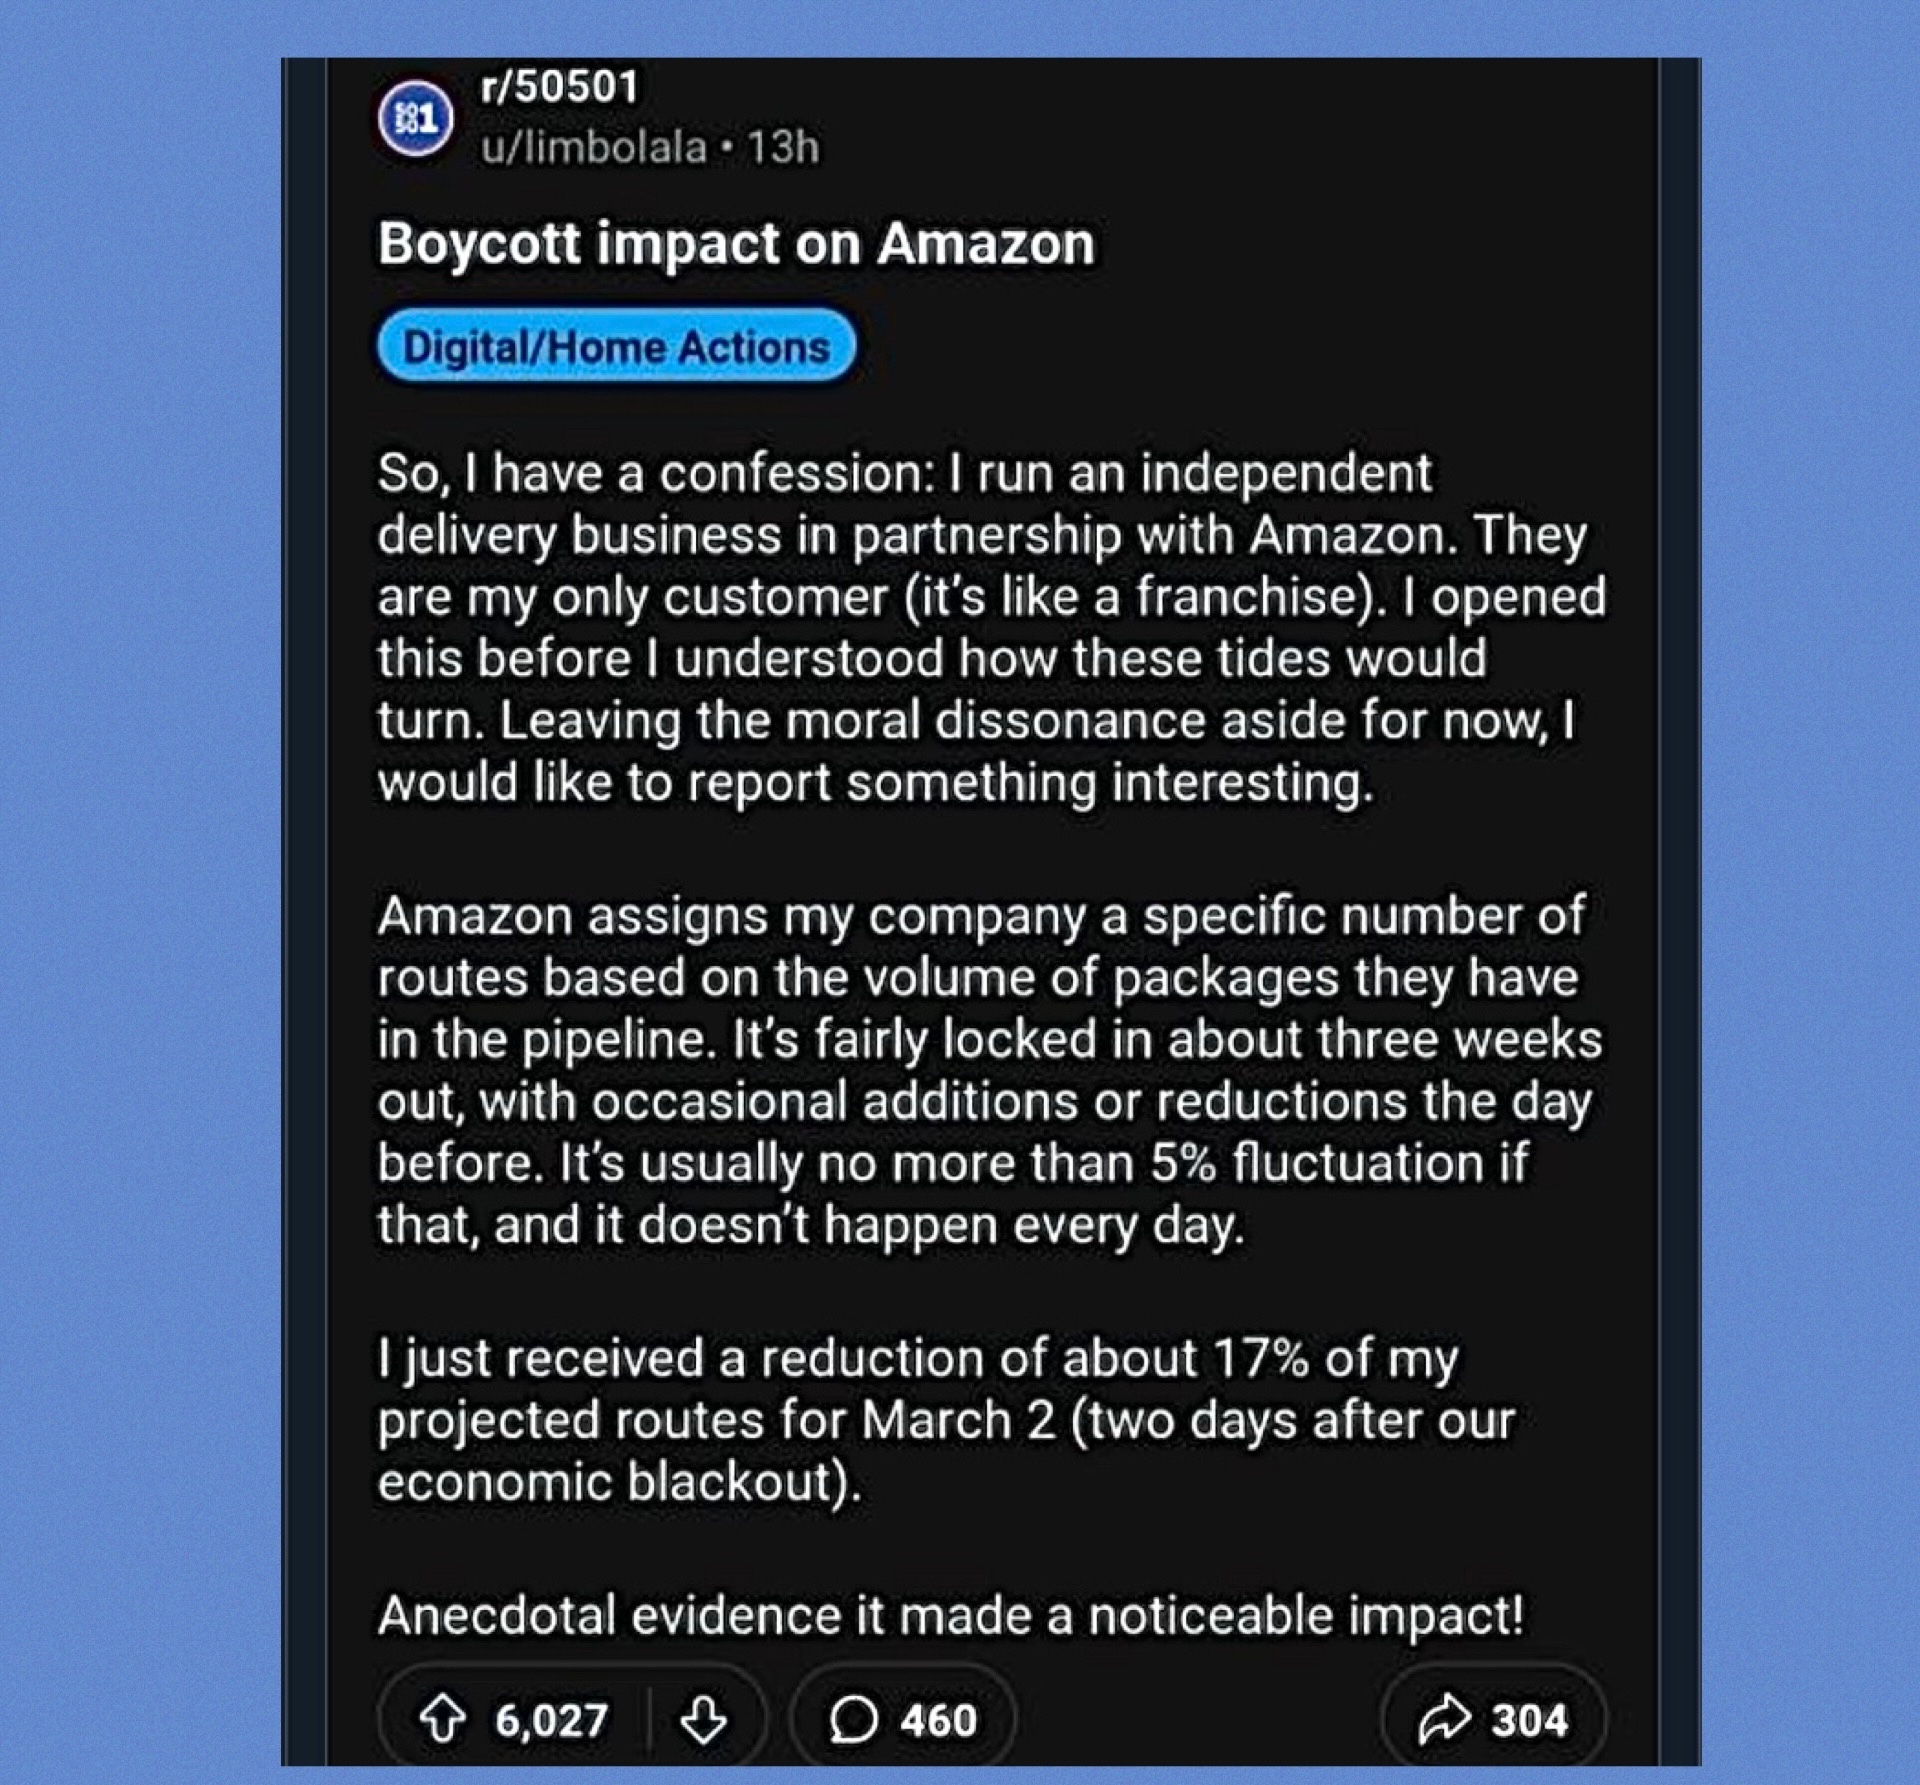 r/50501
5051
u/limbolala • 13h
Boycott impact on Amazon
Digital/Home Actions
So, I have a confession: I run an independent
delivery business in partnership with Amazon. They
are my only customer (it's like a franchise). I opened
this before I understood how these tides would
turn. Leaving the moral dissonance aside for now, I
would like to report something interesting.
Amazon assigns my company a specific number of
routes based on the volume of packages they have
in the pipeline. It's fairly locked in about three weeks
out, with occasional additions or reductions the day
before. It's usually no more than 5% fluctuation if
that, and it doesn't happen every day.
I just received a reduction of about 17% of my
projected routes for March 2 (two days after our
economic blackout).
Anecdotal evidence it made a noticeable impact!
6,027
460
304